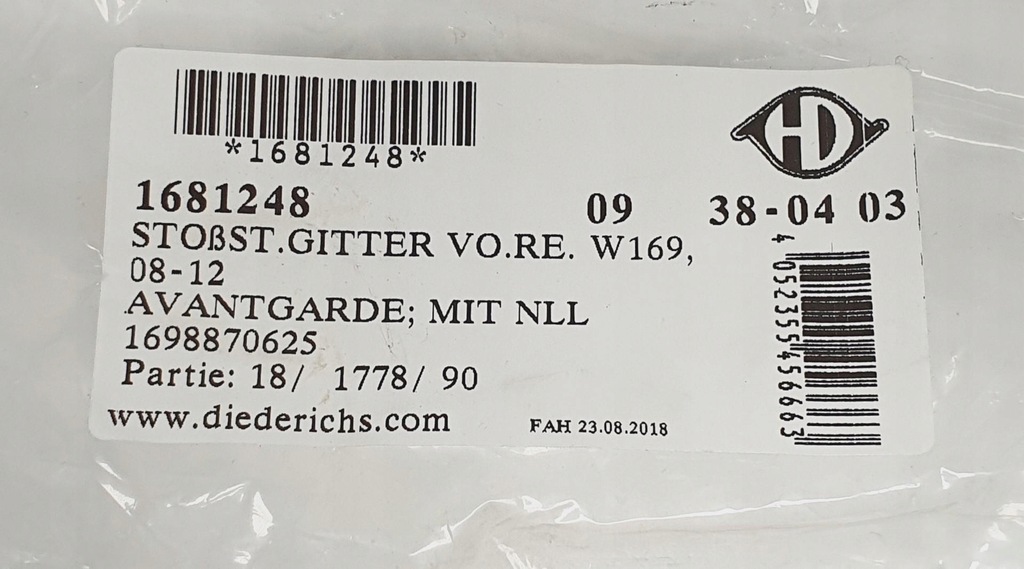 *1681248*
HD
1681248 09 38-04 03
STOßST.GITTER VO.RE. W169,
08-12
AVANTGARDE; MIT NLL
1698870625
Partie: 18/ 1778/ 90
www.diederichs.com
FAH 23.08.2018
4 052355 456663